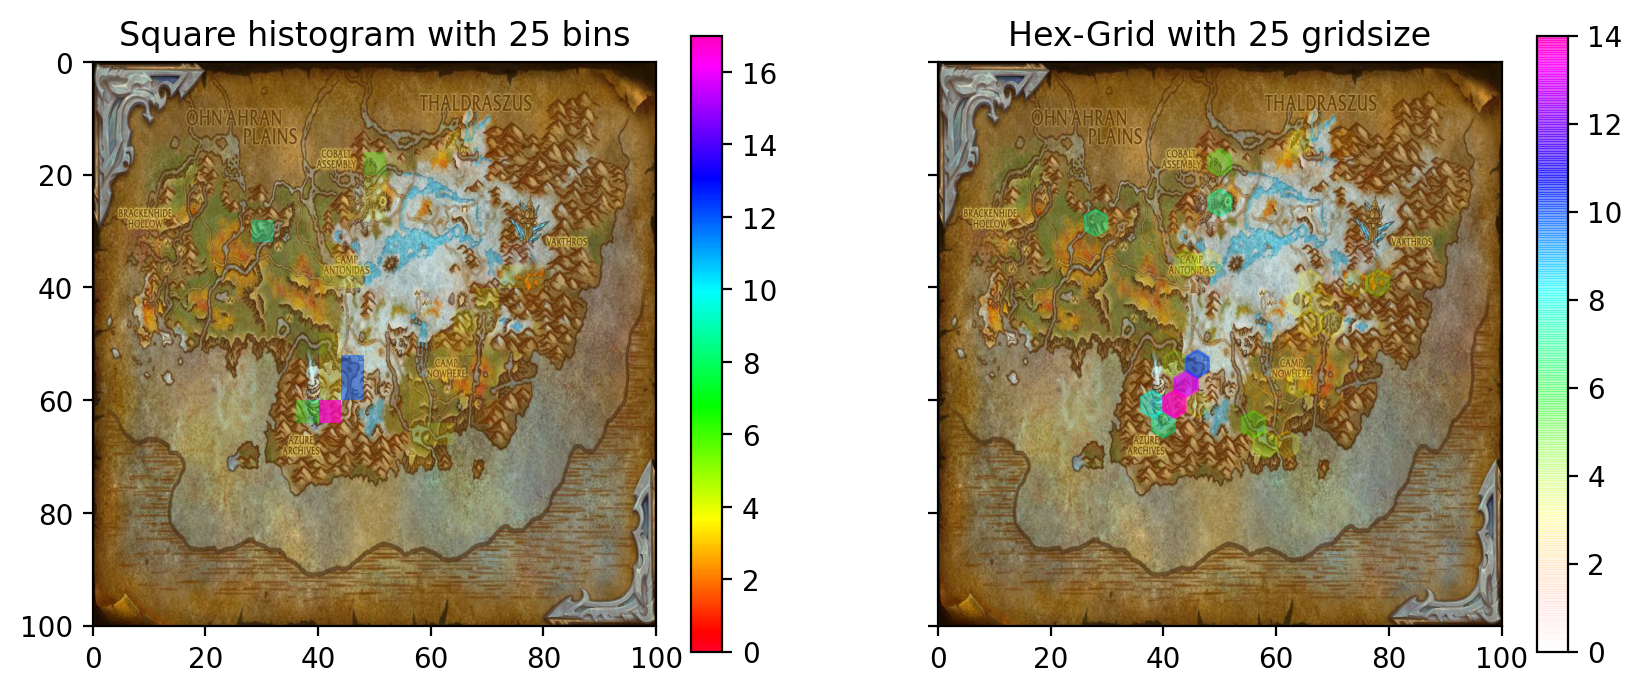 Square histogram with 25 bins
0
20
40
60
80
100
0
20
40
60
80
100
OHN'AHRAN
PLAINS
THALDRASZUS
COBALT
ASSEMBLY
BRACKENHIDE
HOLLOW
VAKTHROS
CAMP
ANTONIDAS
CAMP
NOWHERE
AZURE
ARCHIVES
16
14
12
10
8
6
4
2
0
Hex-Grid with 25 gridsize
OHN'AHRAN
PLAINS
THALDRASZUS
COBALT
ASSEMBLY
BRACKENHIDE
HOLLOW
VAKTHROS
CAMP
ANTONIDAS
CAMP
NOWHERE
AZURE
ARCHIVES
0
20
40
60
80
100
14
12
10
8
6
4
2
0